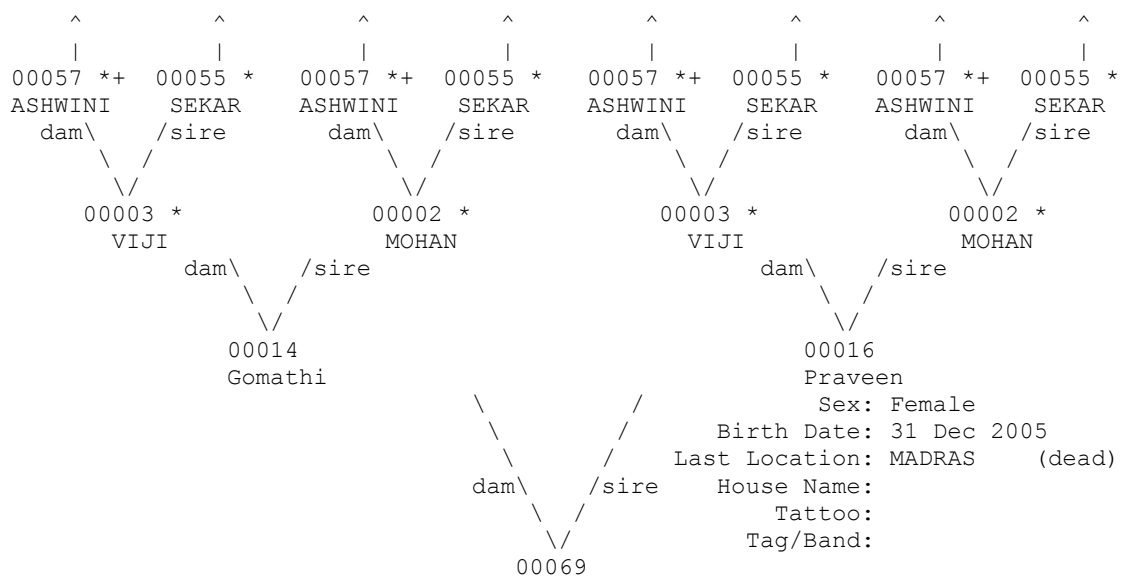 ^ ^ ^ ^ ^ ^ ^ ^
| | | | | | | |
00057 *+ 00055 * 00057 *+ 00055 * 00057 *+ 00055 * 00057 *+ 00055 *
ASHWINI SEKAR ASHWINI SEKAR ASHWINI SEKAR ASHWINI SEKAR
dam\ /sire dam\ /sire dam\ /sire dam\ /sire
\ / \ / \ / \ /
\/ \/ \/ \/
00003 * 00002 * 00003 * 00002 *
VIJI MOHAN VIJI MOHAN
dam\ /sire dam\ /sire
\ / \ /
\/ \/
00014 00016
Gomathi Praveen
\ / Sex: Female
\ / Birth Date: 31 Dec 2005
\ / Last Location: MADRAS (dead)
dam\ /sire House Name:
\ / Tattoo:
\/ Tag/Band:
00069